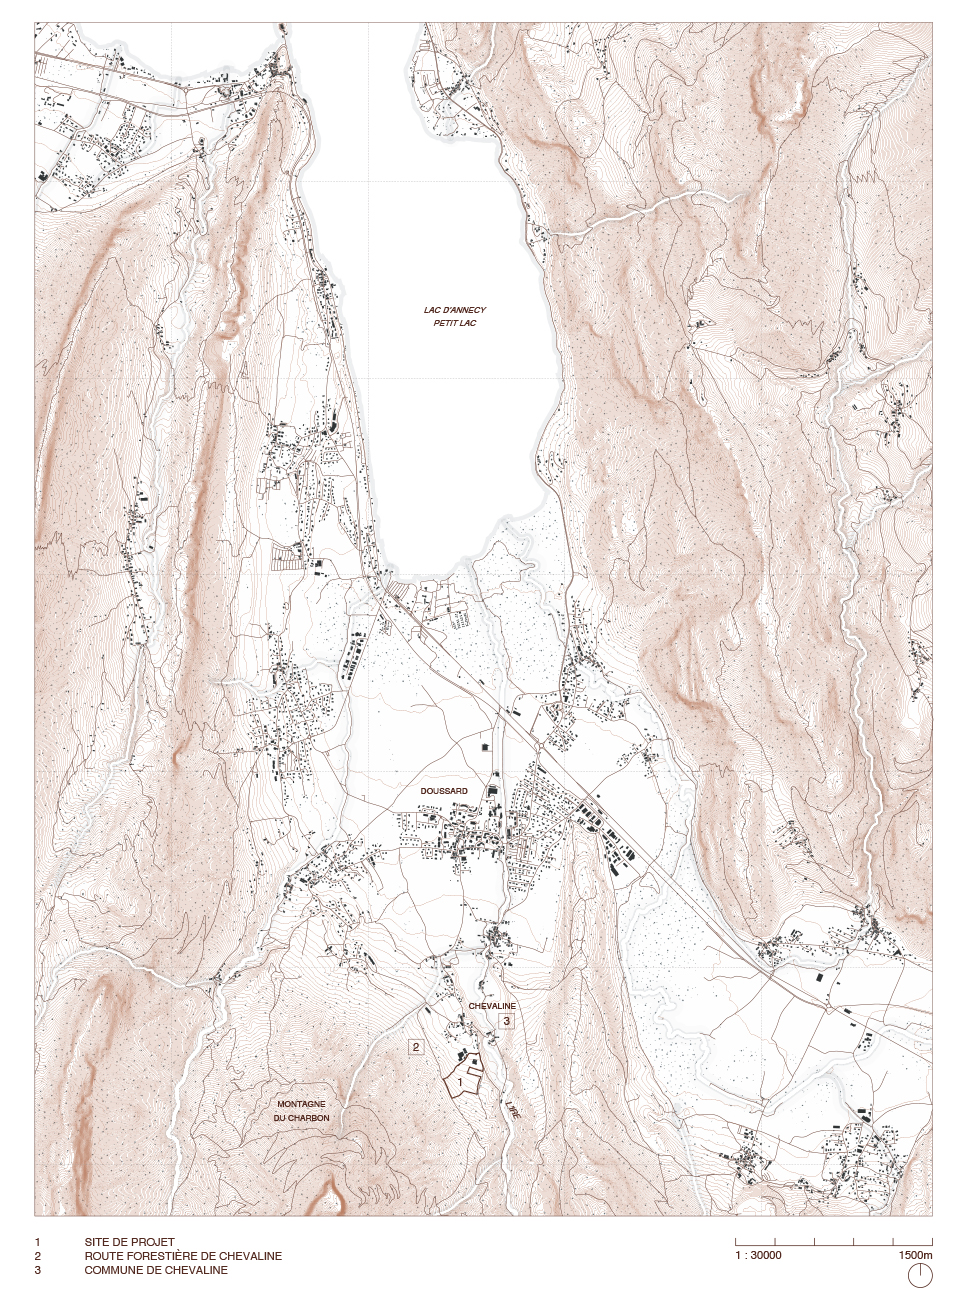 LAC D'ANNECY
PETIT LAC
DOUSSARD
CHEVALINE
3
2
1
MONTAGNE
DU CHARBON
L'IRE
1 SITE DE PROJET
2 ROUTE FORESTIÈRE DE CHEVALINE
3 COMMUNE DE CHEVALINE
1 : 30000 1500m